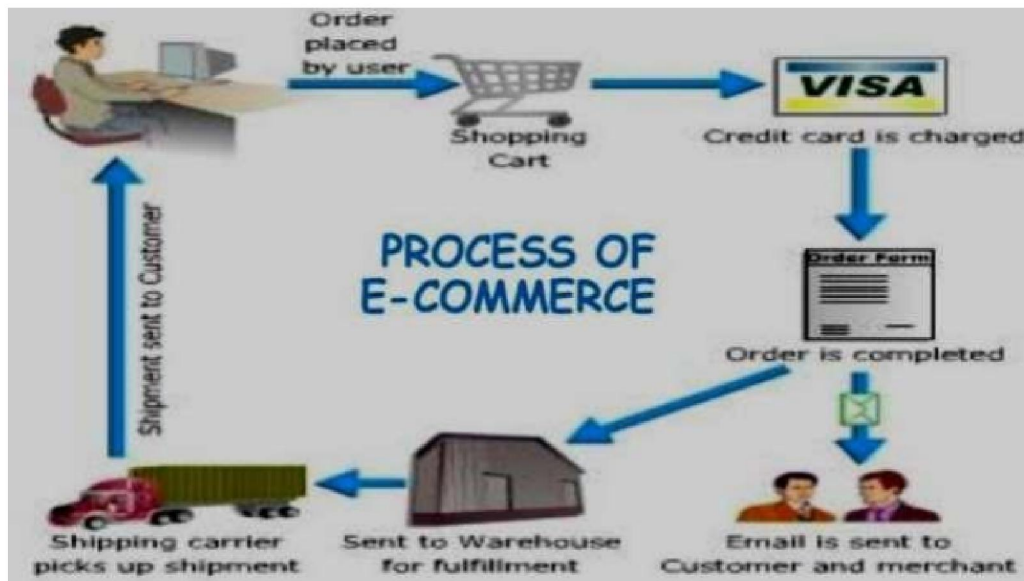 Order
placed
by user
Shopping
Cart
VISA
Credit card is charged
Order Form
Order is completed
PROCESS OF
E-COMMERCE
Shipment sent to Customer
Shipping carrier
picks up shipment
Sent to Warehouse
for fulfillment
Email is sent to
Customer and merchant